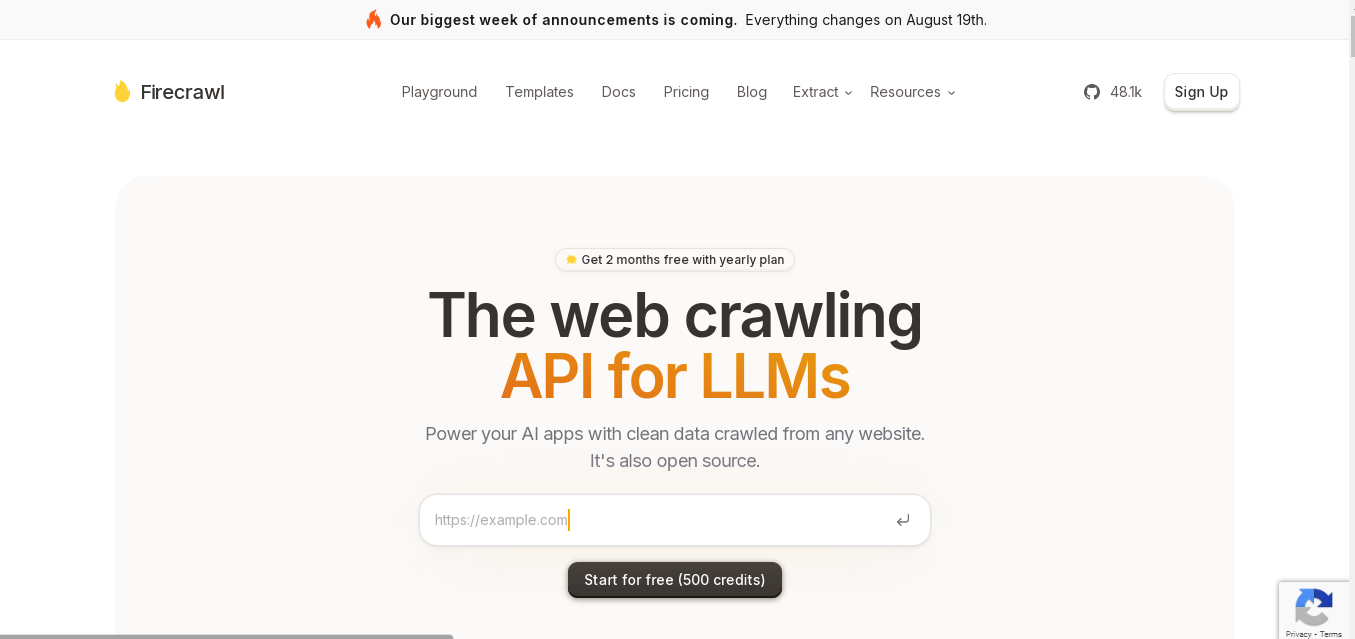 Our biggest week of announcements is coming. Everything changes on August 19th.
Firecrawl
Playground Templates Docs Pricing Blog Extract Resources
48.1k
Sign Up
Get 2 months free with yearly plan
The web crawling
API for LLMs
Power your AI apps with clean data crawled from any website.
It's also open source.
https://example.com
Start for free (500 credits)
Privacy • Terms